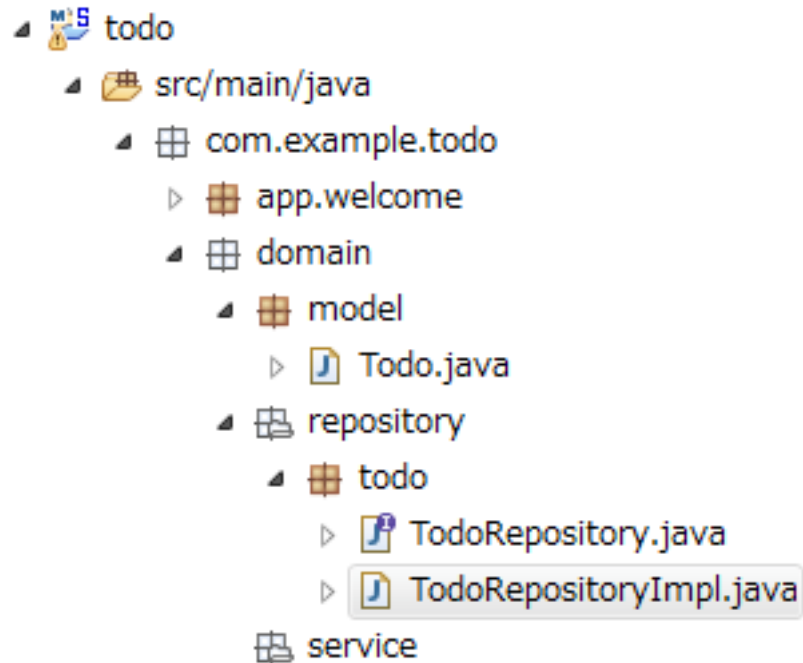 todo
src/main/java
com.example.todo
app.welcome
domain
model
Todo.java
repository
todo
TodoRepository.java
TodoRepositoryImpl.java
service